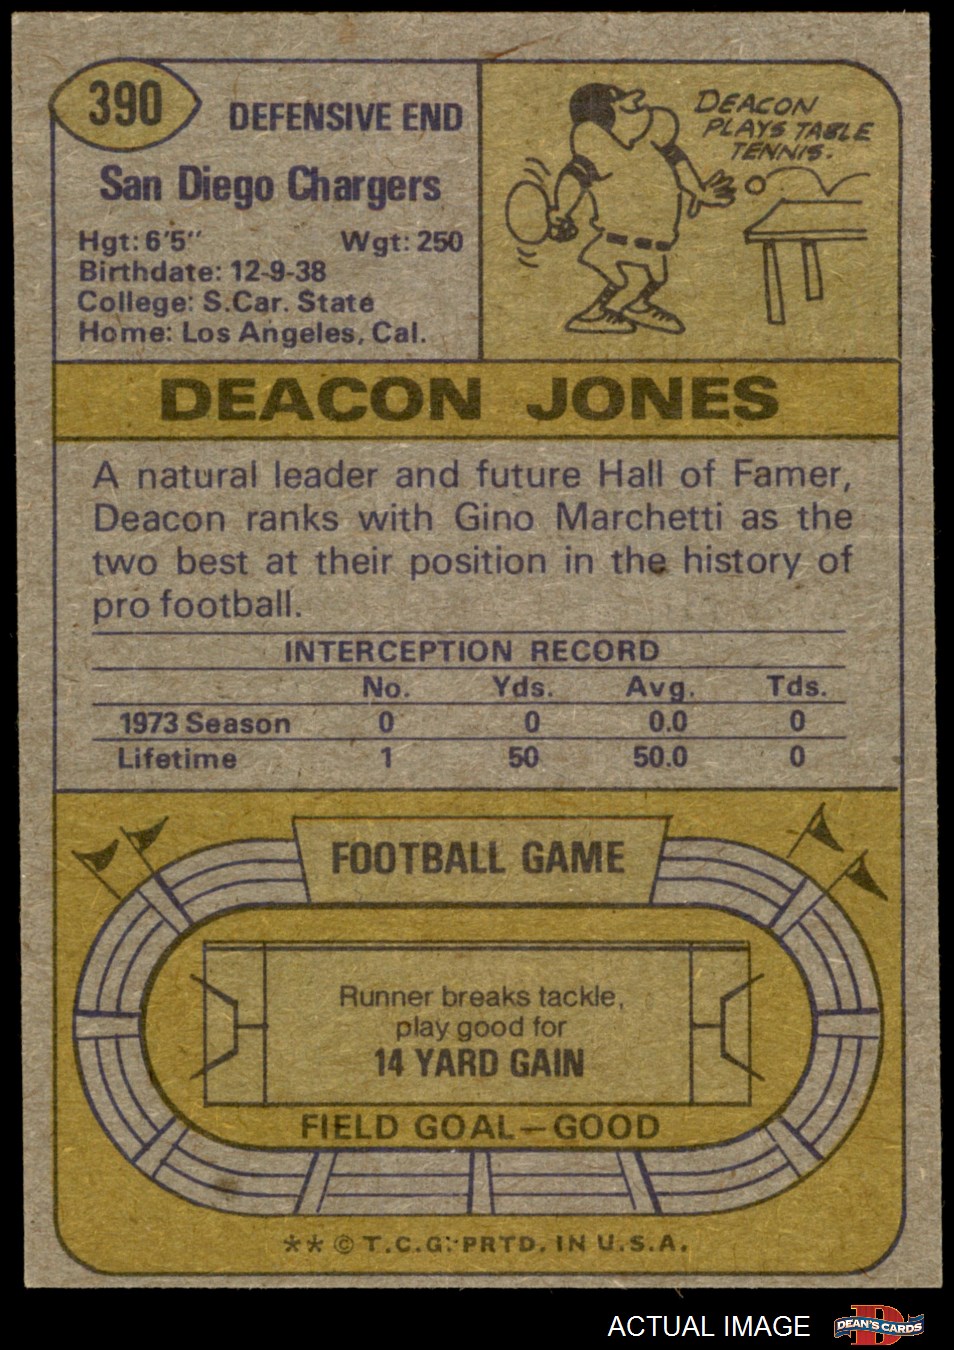 390
DEFENSIVE END
San Diego Chargers
Hgt: 6'5" Wgt: 250
Birthdate: 12-9-38
College: S.Car. State
Home: Los Angeles, Cal.
DEACON
PLAYS TABLE
TENNIS.
DEACON JONES
A natural leader and future Hall of Famer,
Deacon ranks with Gino Marchetti as the
two best at their position in the history of
pro football.
INTERCEPTION RECORD
No. Yds. Avg. Tds.
1973 Season 0 0 0.0 0
Lifetime 1 50 50.0 0
FOOTBALL GAME
Runner breaks tackle,
play good for
14 YARD GAIN
FIELD GOAL—GOOD
** © T.C.G. PRTD. IN U.S.A.
ACTUAL IMAGE
D
DEAN'S CARDS